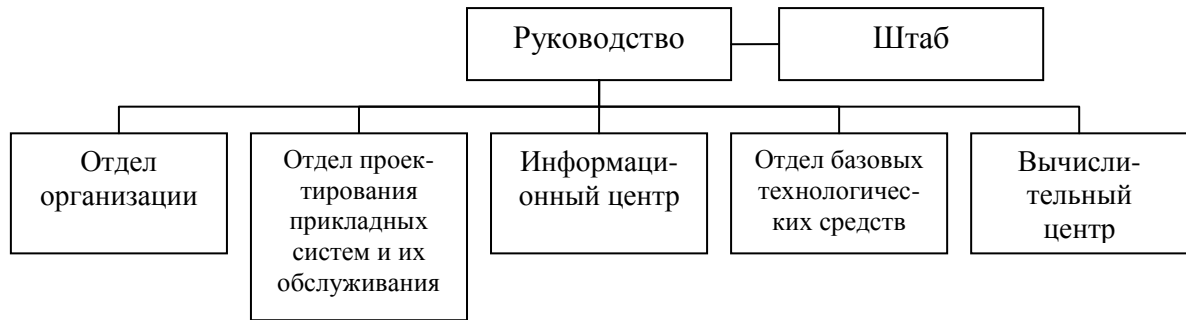 Руководство
Штаб
Отдел
организации
Отдел проек-
тирования
прикладных
систем и их
обслуживания
Информаци-
онный центр
Отдел базовых
технологичес-
ких средств
Вычисли-
тельный
центр